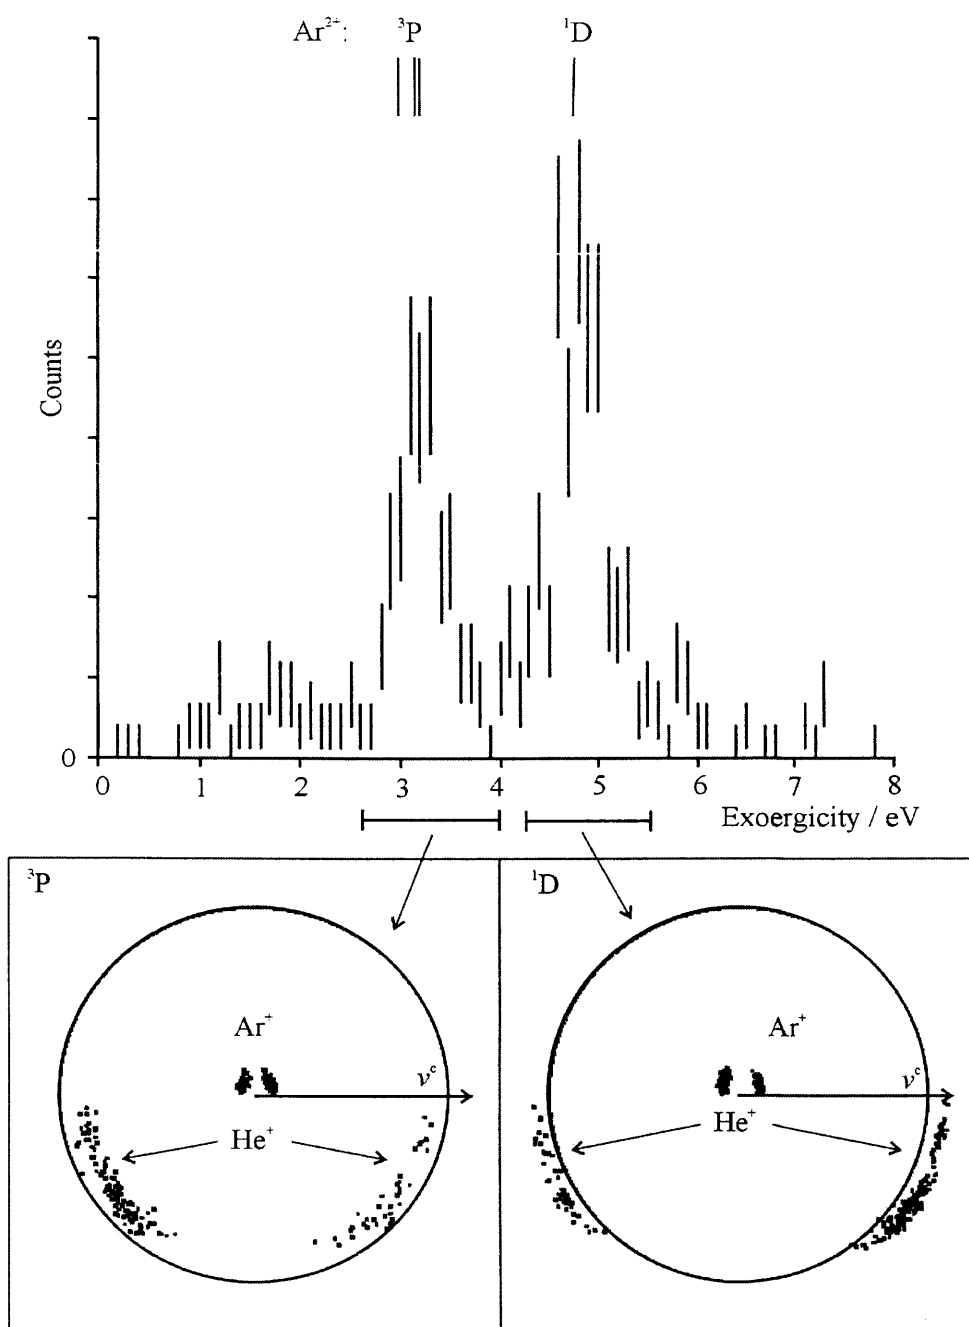 Ar²⁺: ³P ¹D
Counts
0
0 1 2 3 4 5 6 7 8
Exoergicity / eV
³P ¹D
Ar⁺ Ar⁺
vᶜ vᶜ
He⁺ He⁺